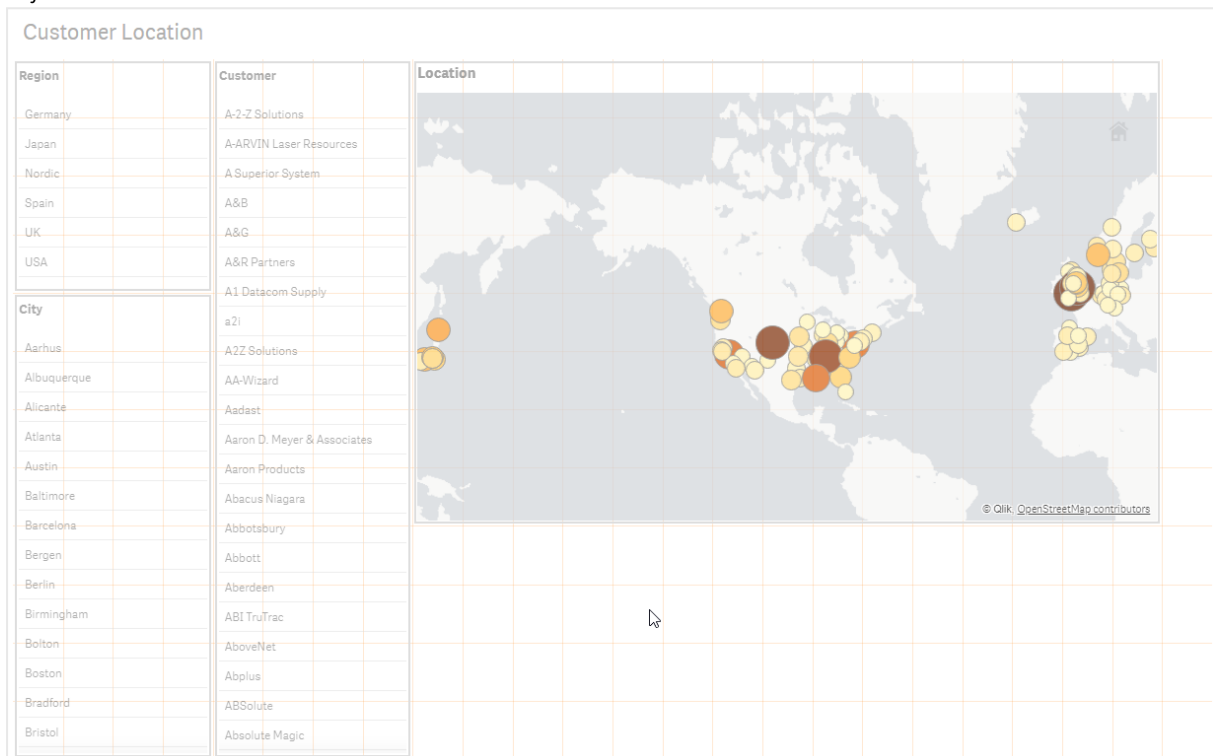 Customer Location
Region
Germany
Japan
Nordic
Spain
UK
USA
City
Aarhus
Albuquerque
Alicante
Atlanta
Austin
Baltimore
Barcelona
Bergen
Berlin
Birmingham
Bolton
Boston
Bradford
Bristol
Customer
A-2-Z Solutions
A-ARVIN Laser Resources
A Superior System
A&B
A&G
A&R Partners
A1 Datacom Supply
a2i
A2Z Solutions
AA-Wizard
Aadast
Aaron D. Meyer & Associates
Aaron Products
Abacus Niagara
Abbotsbury
Abbott
Aberdeen
ABI TruTrac
AboveNet
Abplus
ABSolute
Absolute Magic
Location
© Qlik, OpenStreetMap contributors